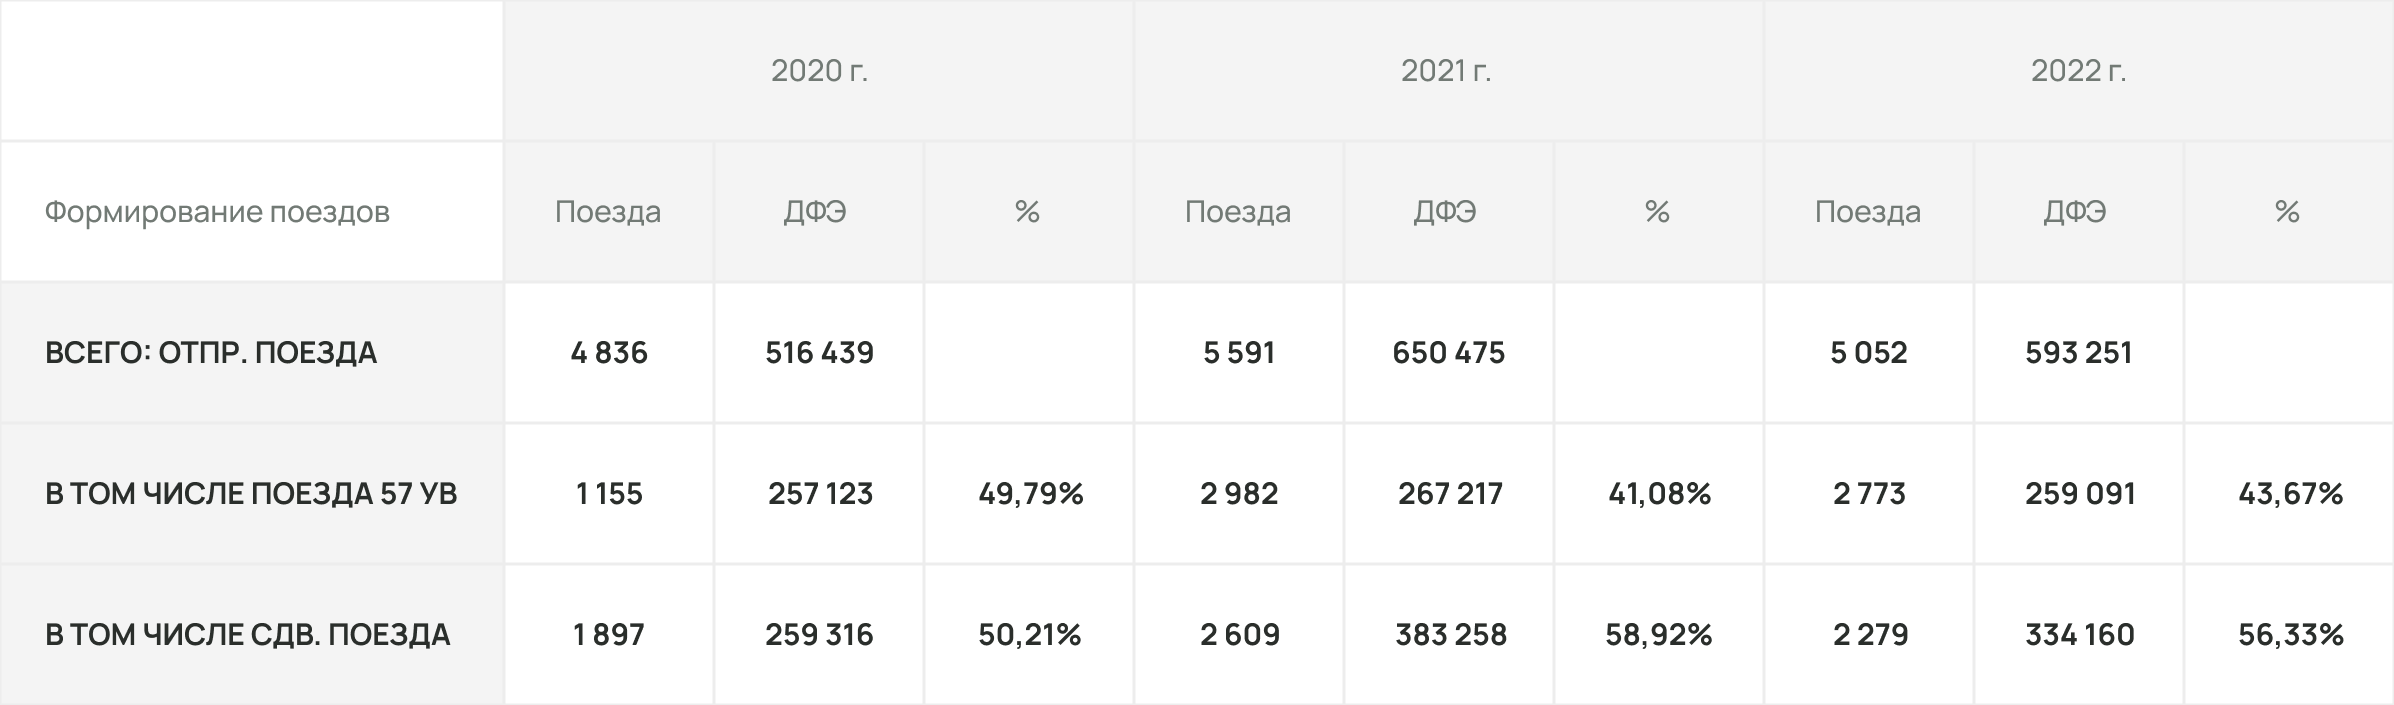 2020 г. 2021 г. 2022 г.
Формирование поездов Поезда ДФЭ % Поезда ДФЭ % Поезда ДФЭ %
ВСЕГО: ОТПР. ПОЕЗДА 4 836 516 439 5 591 650 475 5 052 593 251
В ТОМ ЧИСЛЕ ПОЕЗДА 57 УВ 1 155 257 123 49,79% 2 982 267 217 41,08% 2 773 259 091 43,67%
В ТОМ ЧИСЛЕ СДВ. ПОЕЗДА 1 897 259 316 50,21% 2 609 383 258 58,92% 2 279 334 160 56,33%